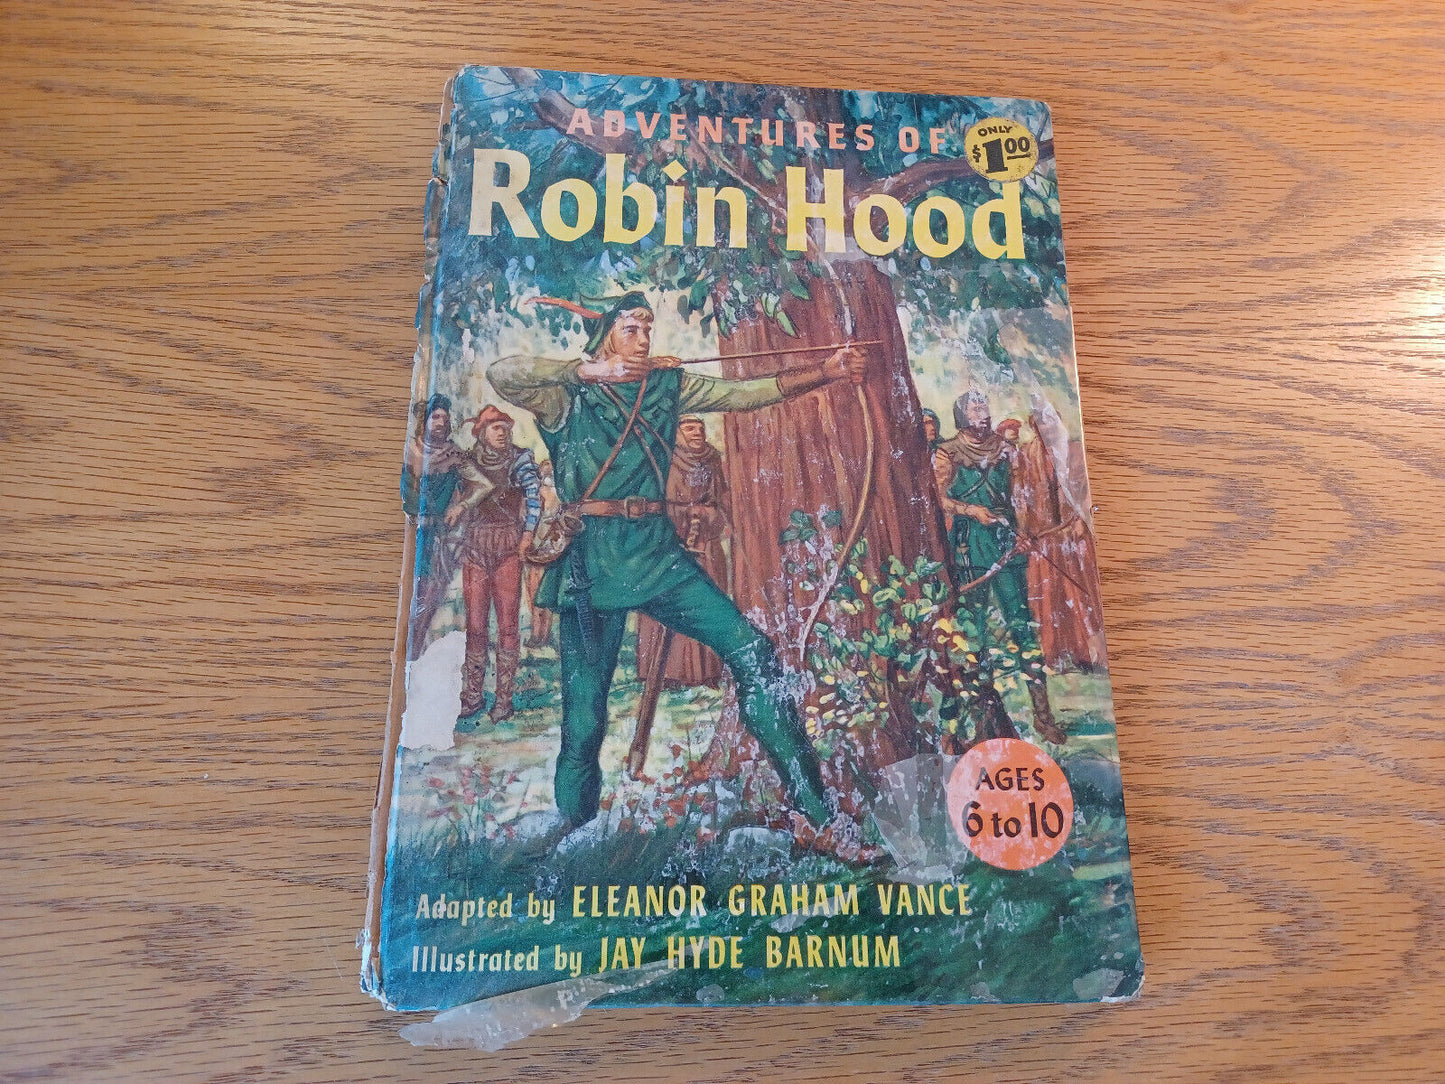 ADVENTURES OF
Robin Hood
ONLY
$1.00
AGES
6 to 10
Adapted by ELEANOR GRAHAM VANCE
Illustrated by JAY HYDE BARNUM